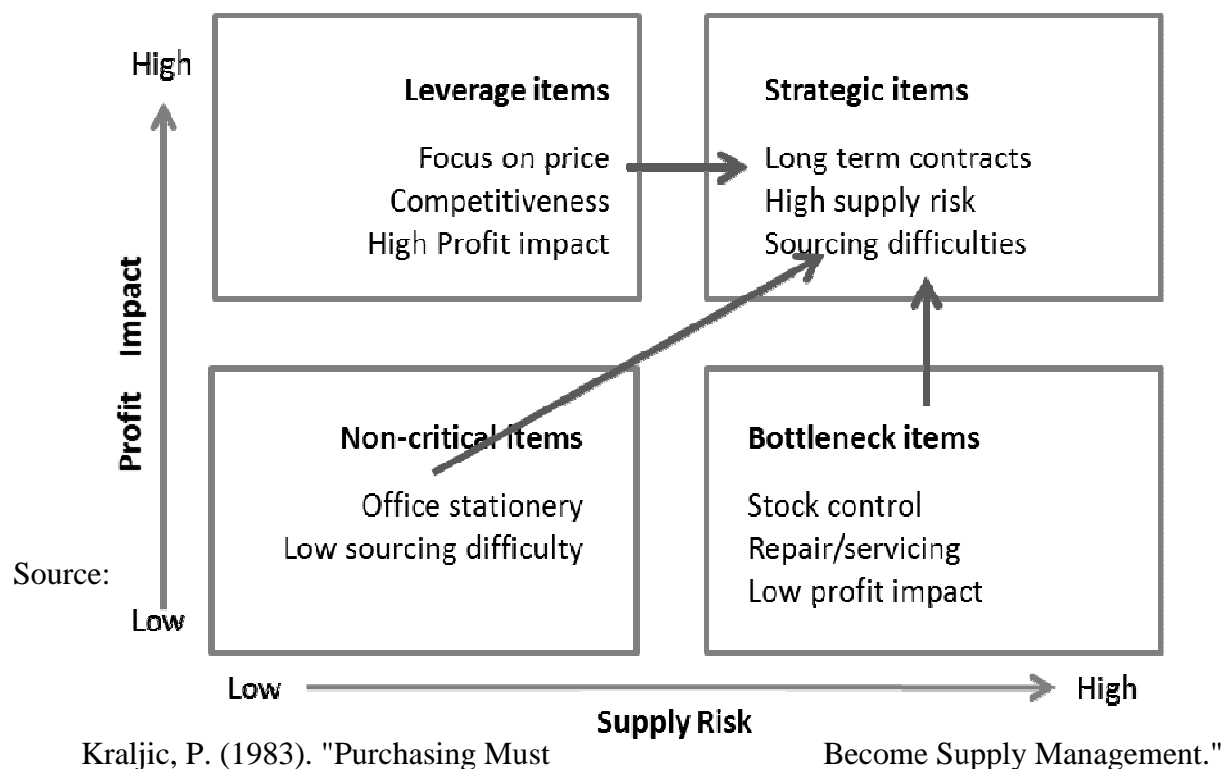 High
Leverage items
Focus on price
Competitiveness
High Profit impact
Strategic items
Long term contracts
High supply risk
Sourcing difficulties
Profit Impact
Non-critical items
Office stationery
Low sourcing difficulty
Bottleneck items
Stock control
Repair/servicing
Low profit impact
Source:
Low
Low
High
Supply Risk
Kraljic, P. (1983). "Purchasing Must Become Supply Management."